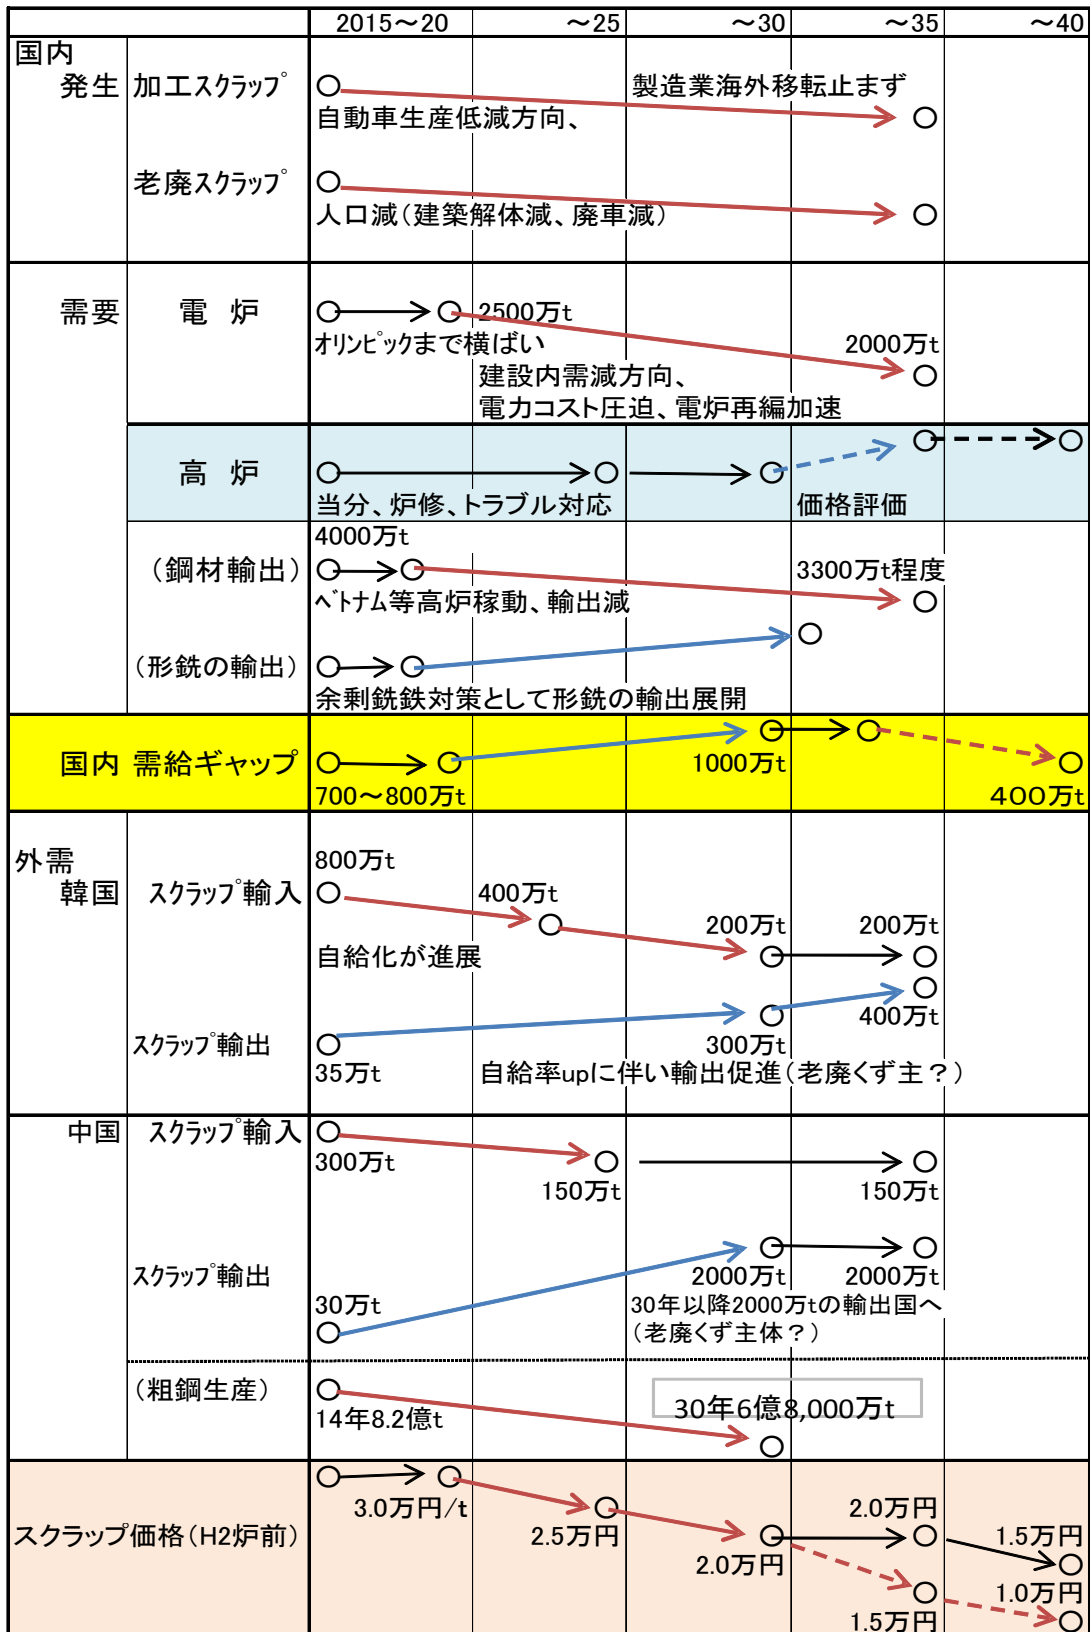 2015～20 ～25 ～30 ～35 ～40
国内
発生 加工スクラップ 製造業海外移転止まず
自動車生産低減方向、
老廃スクラップ
人口減（建築解体減、廃車減）
需要 電 炉 2500万t
オリンピックまで横ばい 2000万t
建設内需減方向、
電力コスト圧迫、電炉再編加速
高 炉
当分、炉修、トラブル対応 価格評価
4000万t
（鋼材輸出） 3300万t程度
ベトナム等高炉稼動、輸出減
（形銑の輸出）
余剰銑鉄対策として形銑の輸出展開
国内 需給ギャップ 1000万t
700～800万t 400万t
外需 800万t
韓国 スクラップ輸入 400万t
200万t 200万t
自給化が進展
400万t
スクラップ輸出 300万t
35万t 自給率upに伴い輸出促進（老廃くず主？）
中国 スクラップ輸入
300万t
150万t 150万t
スクラップ輸出 2000万t 2000万t
30万t 30年以降2000万tの輸出国へ
（老廃くず主体？）
（粗鋼生産） 30年6億8,000万t
14年8.2億t
3.0万円/t 2.0万円
スクラップ価格（H2炉前） 2.5万円 1.5万円
2.0万円
1.0万円
1.5万円